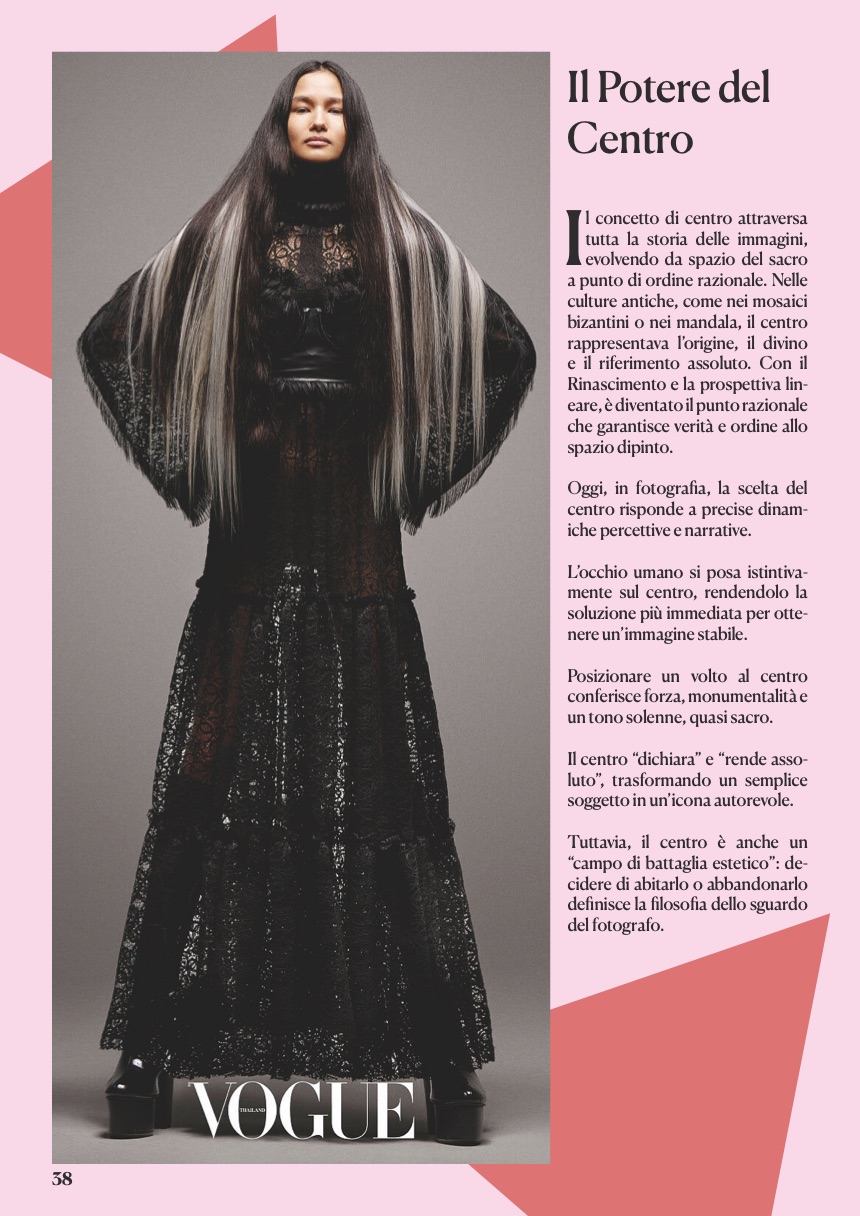 Il Potere del
Centro
Il concetto di centro attraversa
tutta la storia delle immagini,
evolvendo da spazio del sacro
a punto di ordine razionale. Nelle
culture antiche, come nei mosaici
bizantini o nei mandala, il centro
rappresentava l’origine, il divino
e il riferimento assoluto. Con il
Rinascimento e la prospettiva lin-
eare, è diventato il punto razionale
che garantisce verità e ordine allo
spazio dipinto.
Oggi, in fotografia, la scelta del
centro risponde a precise dinam-
iche percettive e narrative.
L’occhio umano si posa istintiva-
mente sul centro, rendendolo la
soluzione più immediata per otte-
nere un’immagine stabile.
Posizionare un volto al centro
conferisce forza, monumentalità e
un tono solenne, quasi sacro.
Il centro “dichiara” e “rende asso-
luto”, trasformando un semplice
soggetto in un’icona autorevole.
Tuttavia, il centro è anche un
“campo di battaglia estetico”: de-
cidere di abitarlo o abbandonarlo
definisce la filosofia dello sguardo
del fotografo.
VOGUE
THAILAND
38